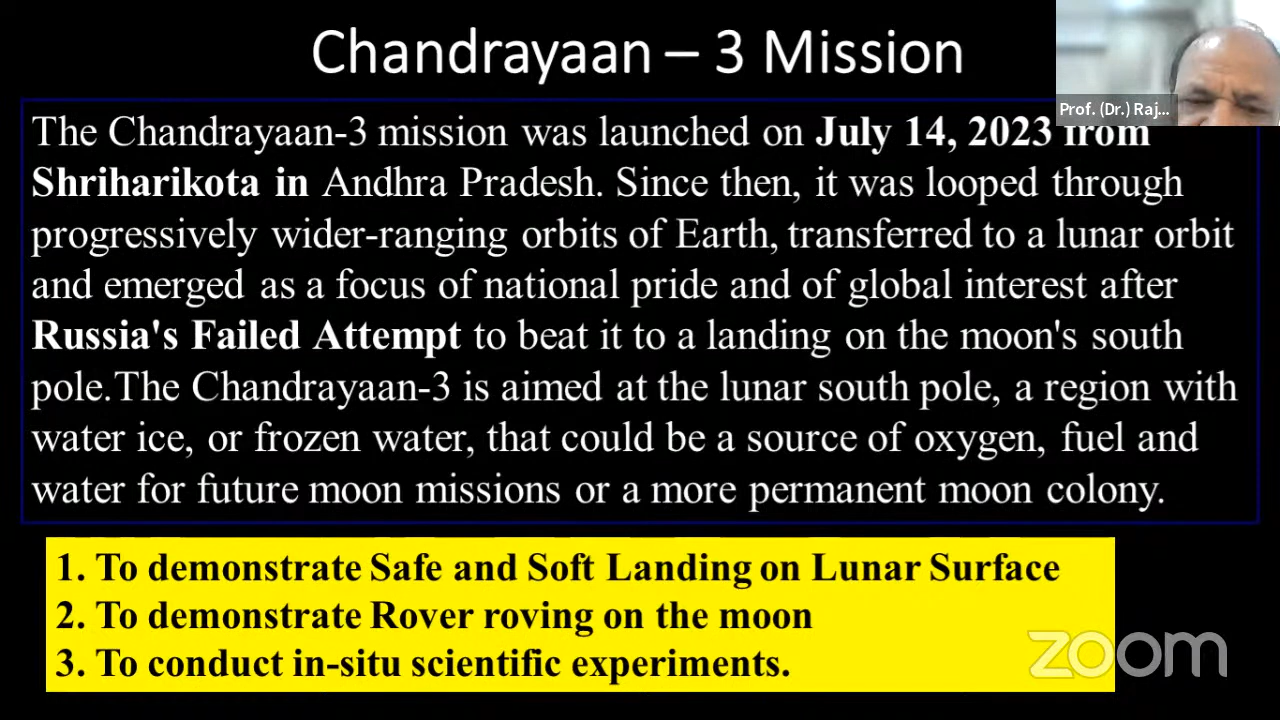 Chandrayaan – 3 Mission
Prof. (Dr.) Raj...
The Chandrayaan-3 mission was launched on July 14, 2023 from
Shriharikota in Andhra Pradesh. Since then, it was looped through
progressively wider-ranging orbits of Earth, transferred to a lunar orbit
and emerged as a focus of national pride and of global interest after
Russia's Failed Attempt to beat it to a landing on the moon's south
pole.The Chandrayaan-3 is aimed at the lunar south pole, a region with
water ice, or frozen water, that could be a source of oxygen, fuel and
water for future moon missions or a more permanent moon colony.
1. To demonstrate Safe and Soft Landing on Lunar Surface
2. To demonstrate Rover roving on the moon
3. To conduct in-situ scientific experiments.
zoom